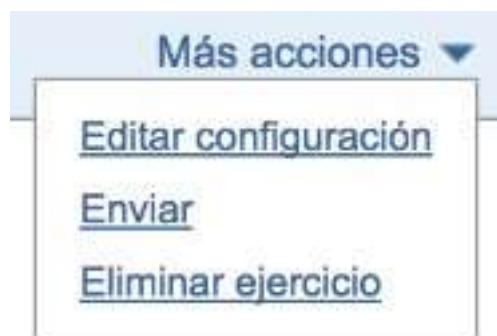 Más acciones
Editar configuración
Enviar
Eliminar ejercicio